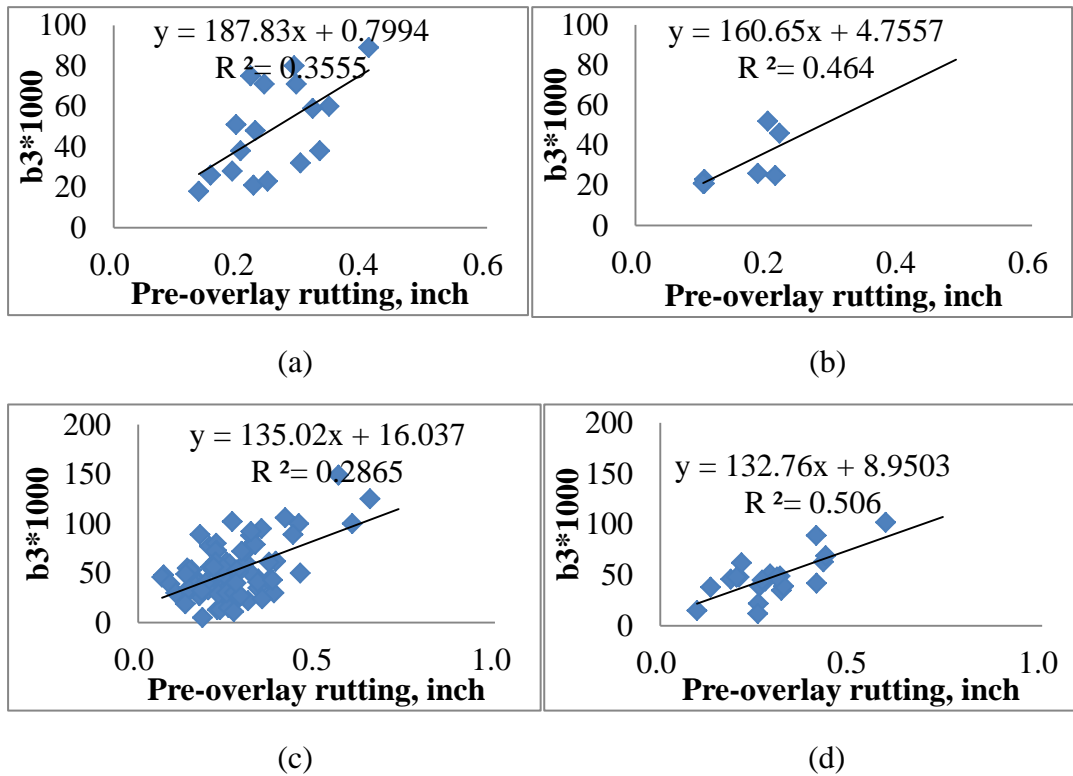 y = 187.83x + 0.7994
R ²= 0.3555
b3*1000
100
80
60
40
20
0
0.0 0.2 0.4 0.6
Pre-overlay rutting, inch
(a)
y = 160.65x + 4.7557
R ²= 0.464
b3*1000
100
80
60
40
20
0
0.0 0.2 0.4 0.6
Pre-overlay rutting, inch
(b)
y = 135.02x + 16.037
R ²= 0.2865
b3*1000
200
150
100
50
0
0.0 0.5 1.0
Pre-overlay rutting, inch
(c)
y = 132.76x + 8.9503
R ²= 0.506
b3*1000
200
150
100
50
0
0.0 0.5 1.0
Pre-overlay rutting, inch
(d)